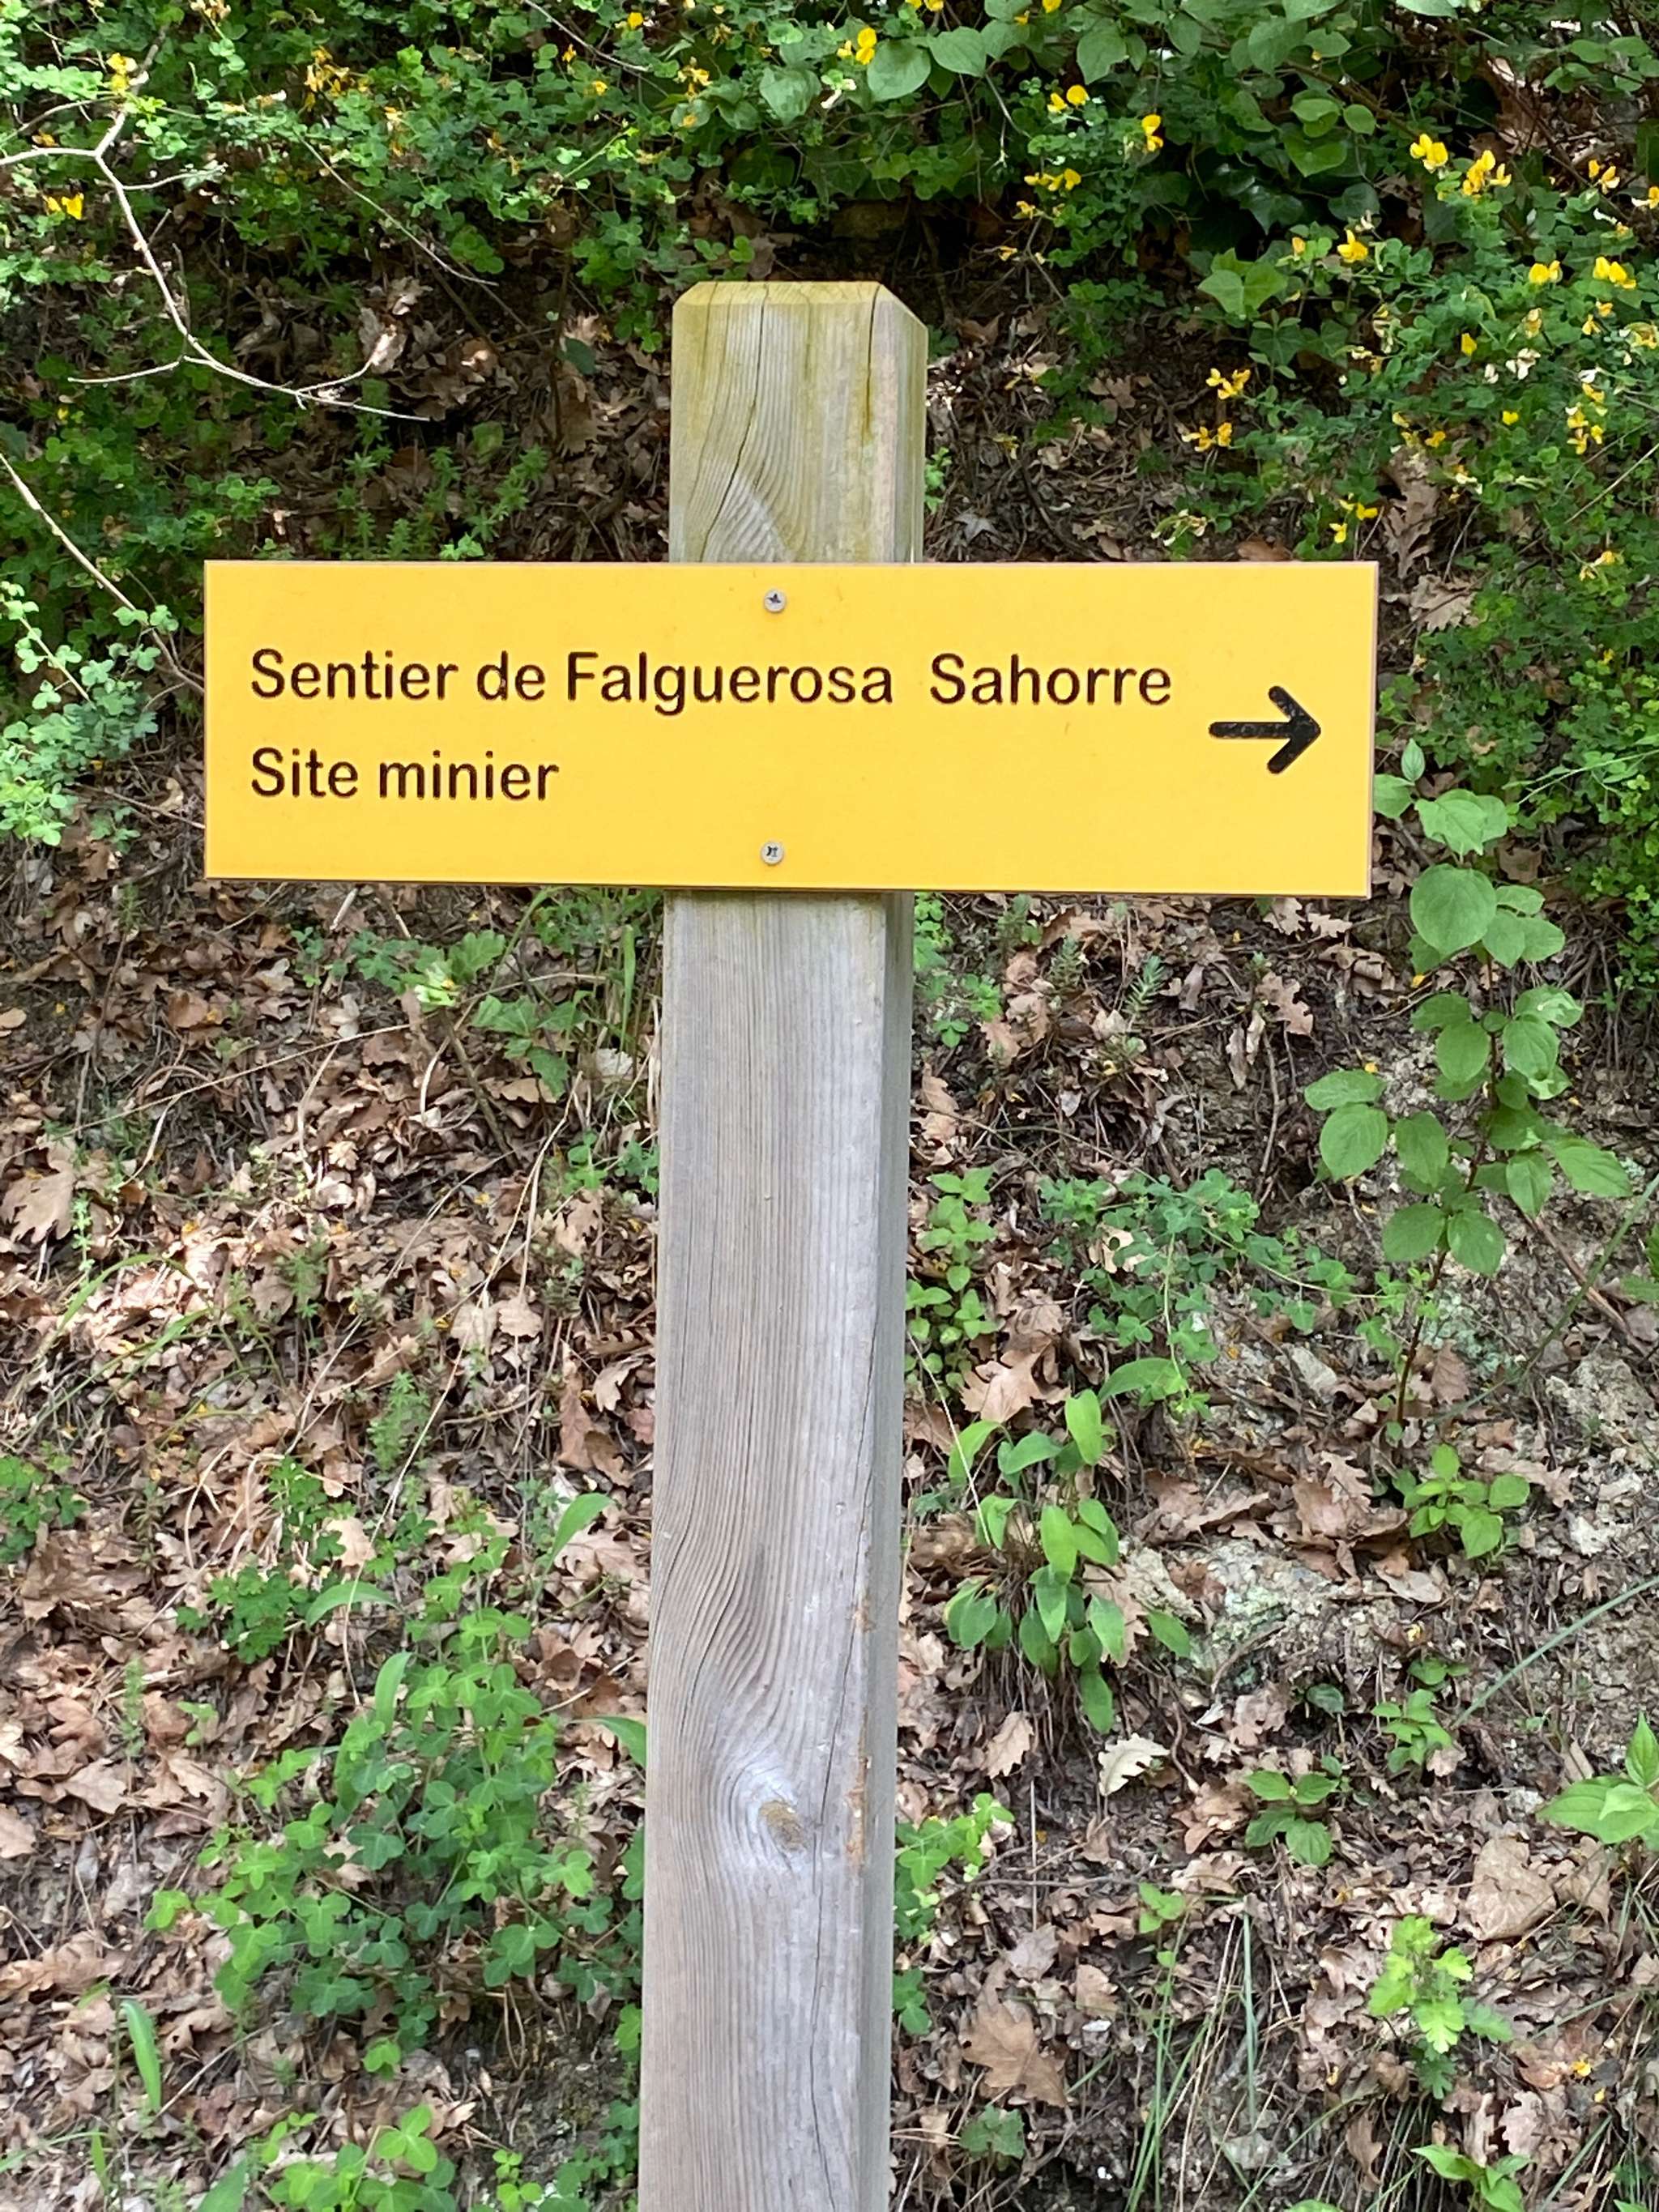 Sentier de Falguerosa Sahorre
Site minier